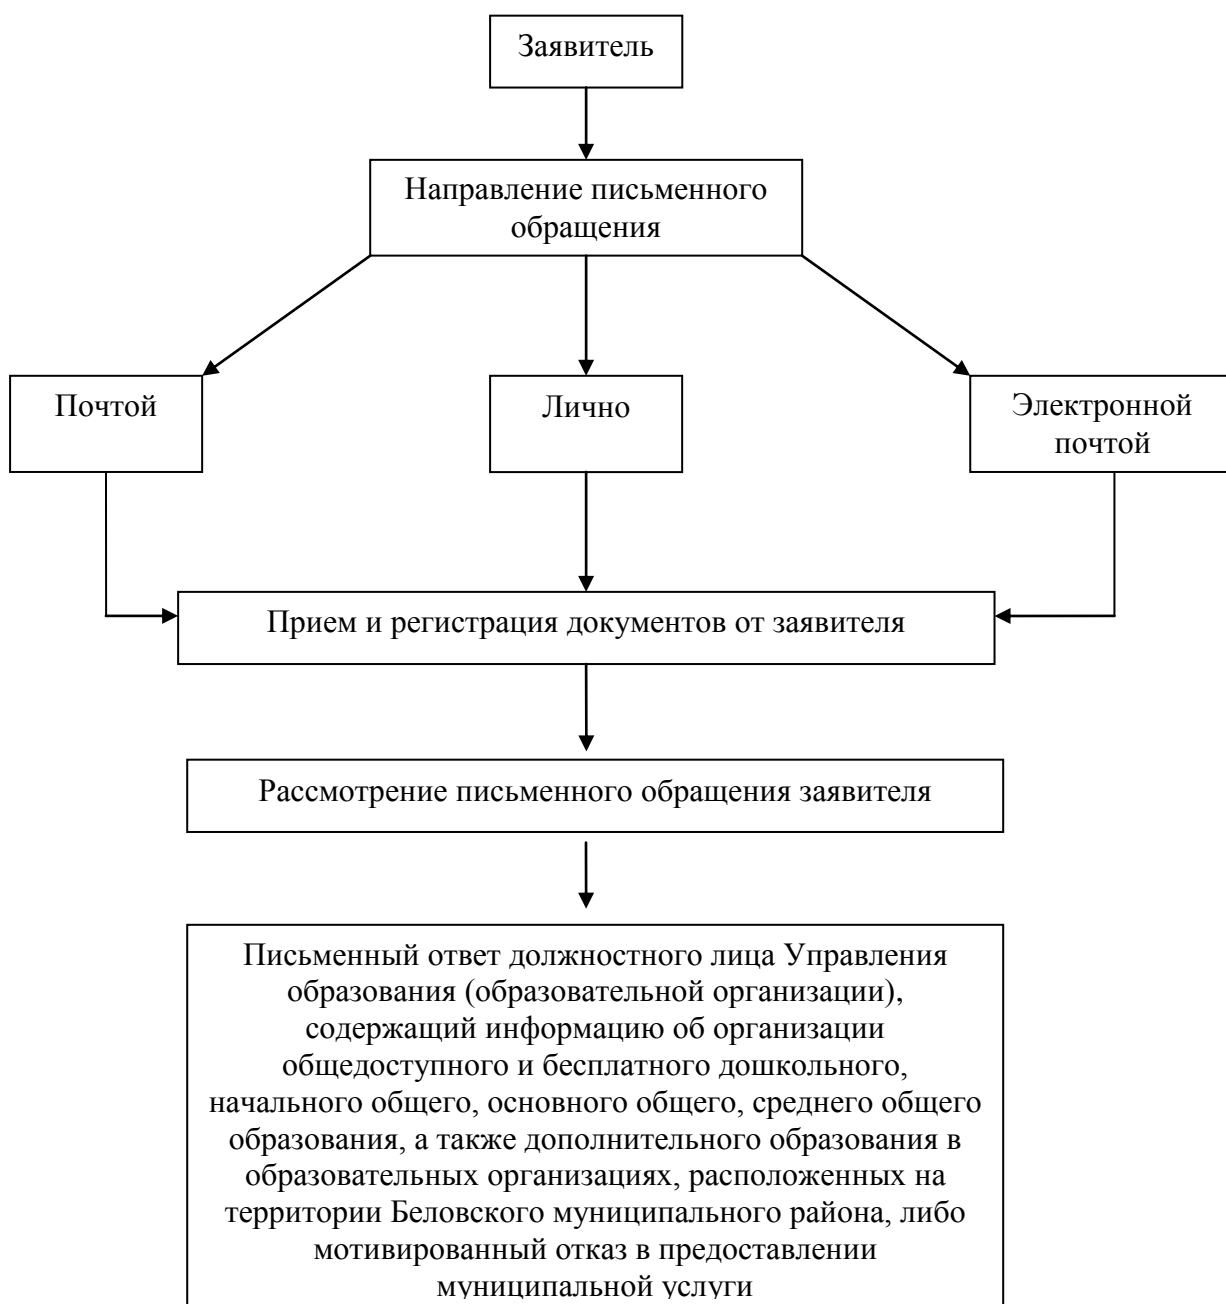 Заявитель
Направление письменного
обращения
Почтой
Лично
Электронной
почтой
Прием и регистрация документов от заявителя
Рассмотрение письменного обращения заявителя
Письменный ответ должностного лица Управления
образования (образовательной организации),
содержащий информацию об организации
общедоступного и бесплатного дошкольного,
начального общего, основного общего, среднего общего
образования, а также дополнительного образования в
образовательных организациях, расположенных на
территории Беловского муниципального района, либо
мотивированный отказ в предоставлении
муниципальной услуги